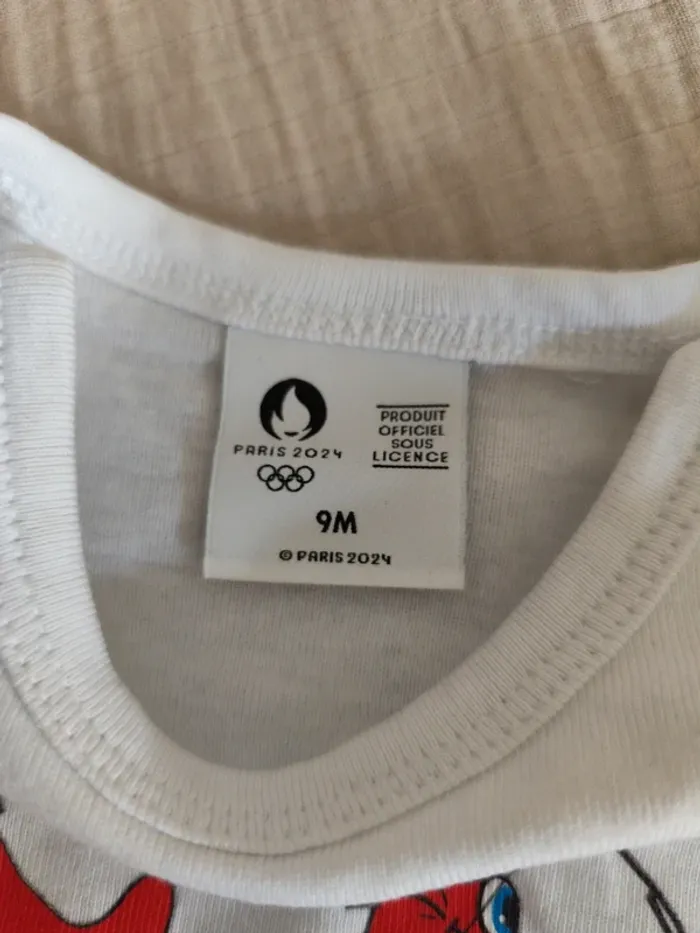 PARIS 2024
PRODUIT
OFFICIEL
SOUS
LICENCE
9M
© PARIS 2024